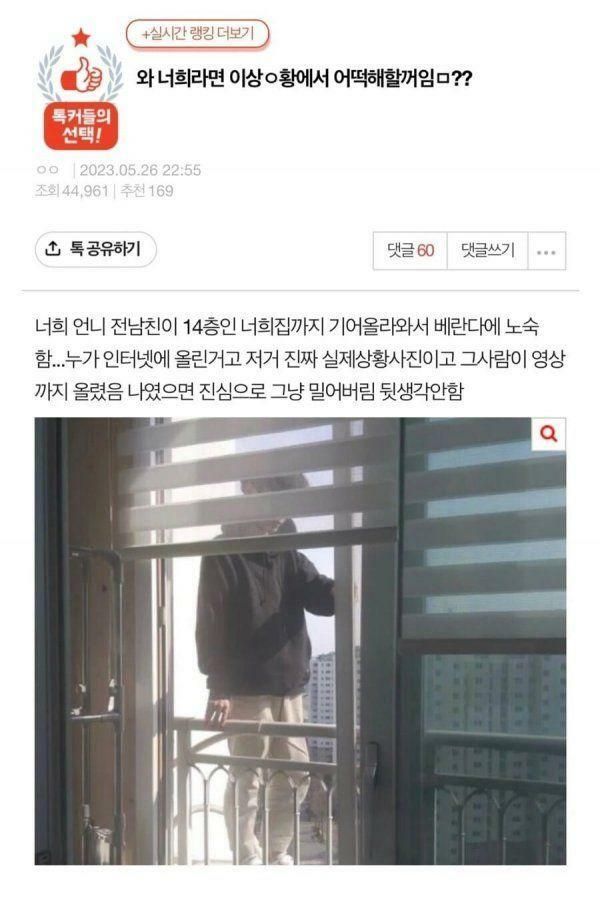 +실시간 랭킹 더보기
와 너희라면 이상ㅇ황에서 어떡해할꺼임ㅁ??
톡커들의
선택!
ㅇㅇ | 2023.05.26 22:55
조회 44,961 | 추천 169
톡 공유하기
댓글 60
댓글쓰기
너희 언니 전남친이 14층인 너희집까지 기어올라와서 베란다에 노숙
함...누가 인터넷에 올린거고 저거 진짜 실제상황사진이고 그사람이 영상
까지 올렸음 나였으면 진심으로 그냥 밀어버림 뒷생각안함